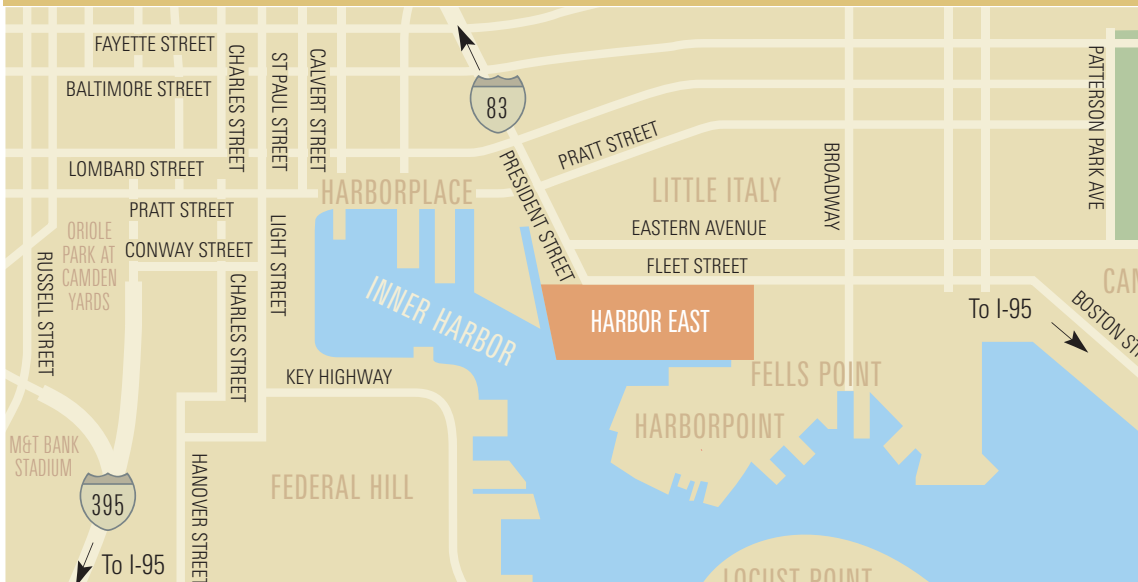 FAYETTE STREET
BALTIMORE STREET
LOMBARD STREET
PRATT STREET
CONWAY STREET
CHARLES STREET
ST PAUL STREET
CALVERT STREET
83
PRESIDENT STREET
PRATT STREET
LITTLE ITALY
BROADWAY
PATTERSON PARK AVE
HARBORPLACE
EASTERN AVENUE
FLEET STREET
ORIOLE
PARK AT
CAMDEN
YARDS
RUSSELL STREET
CHARLES STREET
LIGHT STREET
INNER HARBOR
HARBOR EAST
To I-95
BOSTON ST
CAN
KEY HIGHWAY
FELLS POINT
HARBORPOINT
M&T BANK
STADIUM
395
To I-95
HANOVER STREET
FEDERAL HILL
LOCUST POINT